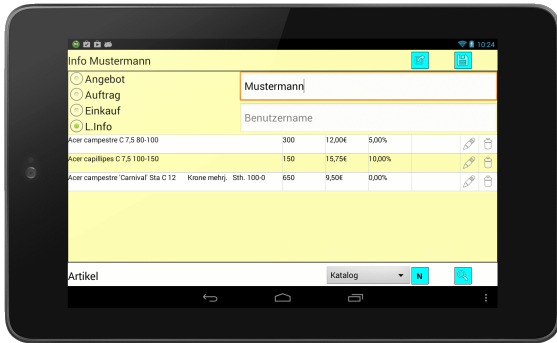 10:24
Info Mustermann
Angebot
Auftrag
Einkauf
L.Info
Mustermann
Benutzername
Acer campestre C 7,5 80-100 300 12,00€ 5,00%
Acer capillipes C 7,5 100-150 150 15,75€ 10,00%
Acer campestre 'Carnival' Sta C 12 Krone mehrj. Sth. 100-0 650 9,50€ 0,00%
Artikel Katalog N